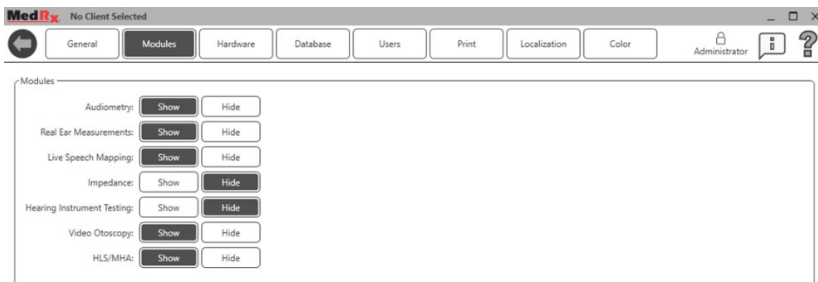 MedRx No Client Selected
General Modules Hardware Database Users Print Localization Color Administrator
Modules
Audiometry: Show Hide
Real Ear Measurements: Show Hide
Live Speech Mapping: Show Hide
Impedance: Show Hide
Hearing Instrument Testing: Show Hide
Video Otoscopy: Show Hide
HLS/MHA: Show Hide